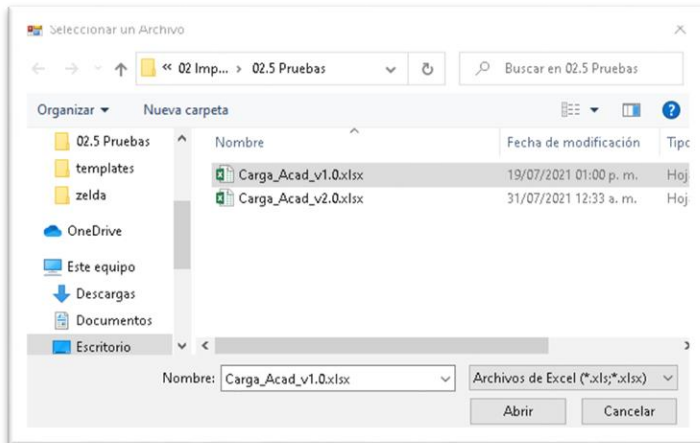 Seleccionar un Archivo
« 02 Imp... > 02.5 Pruebas
Buscar en 02.5 Pruebas
Organizar
Nueva carpeta
?
02.5 Pruebas
templates
zelda
OneDrive
Este equipo
Descargas
Documentos
Escritorio
Nombre
Fecha de modificación
Tipo
Carga_Acad_v1.0.xlsx
19/07/2021 01:00 p. m.
Hoj
Carga_Acad_v2.0.xlsx
31/07/2021 12:33 a. m.
Hoj
Nombre: Carga_Acad_v1.0.xlsx
Archivos de Excel (*.xls;*.xlsx)
Abrir
Cancelar